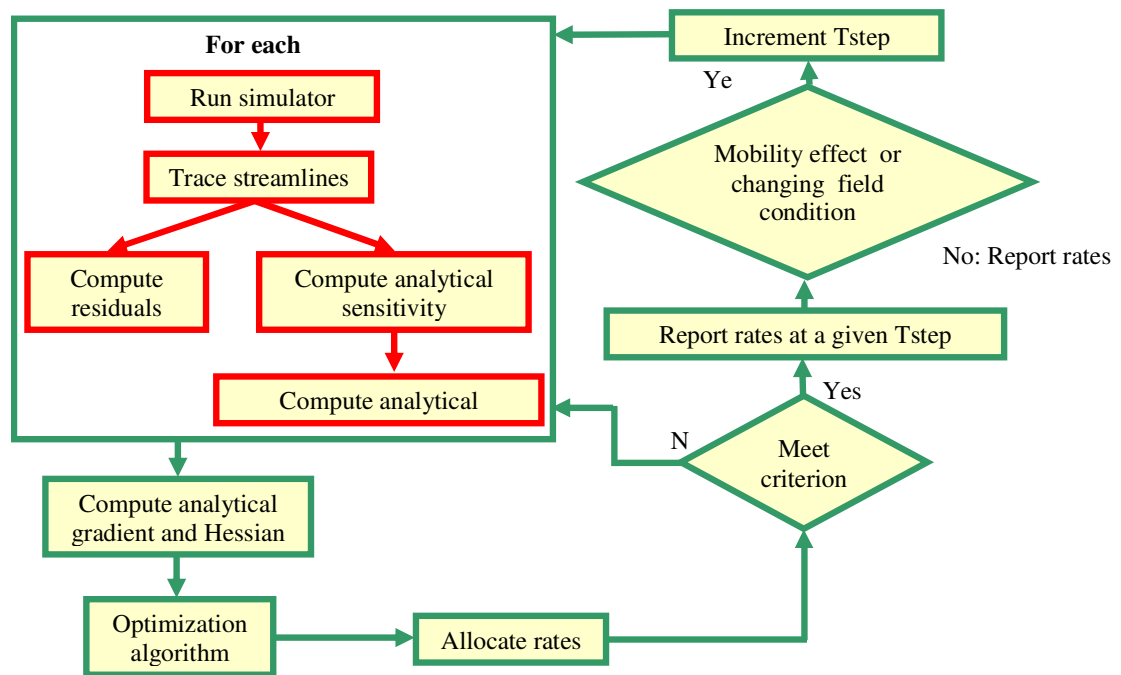 For each
Run simulator
Trace streamlines
Compute
residuals
Compute analytical
sensitivity
Compute analytical
Compute analytical
gradient and Hessian
Optimization
algorithm
Allocate rates
Meet
criterion
N
Yes
Report rates at a given Tstep
Mobility effect or
changing field
condition
No: Report rates
Ye
Increment Tstep